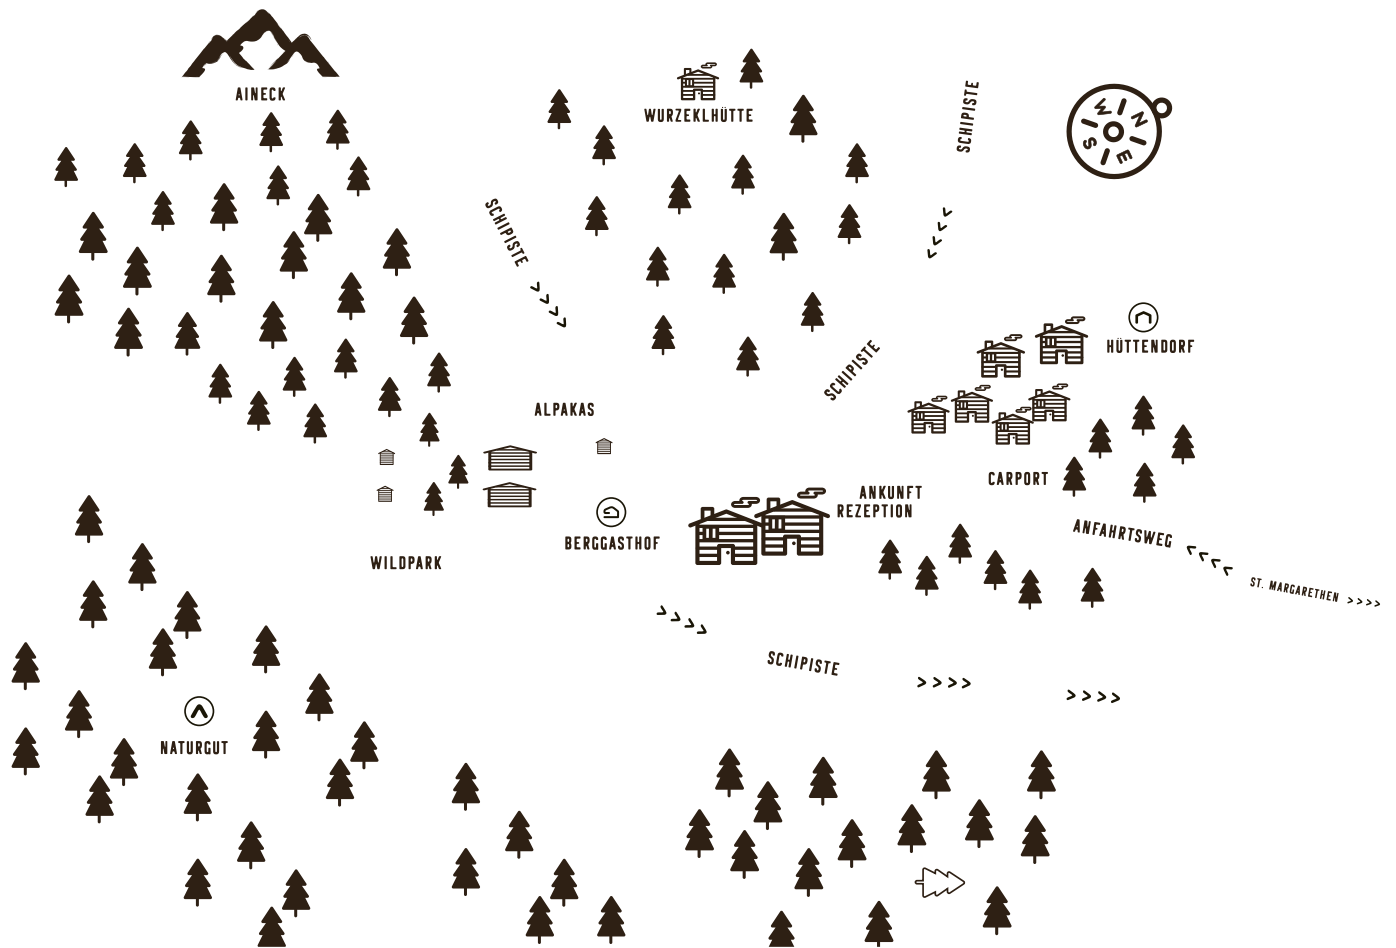 AINECK
WURZEKLHÜTTE
SCHIPISTE
N
W
S
E
SCHIPISTE
HÜTTENDORF
SCHIPISTE
ALPAKAS
CARPORT
ANKUNFT
REZEPTION
ANFAHRTSWEG
BERGGASTHOF
WILDPARK
ST. MARGARETHEN >>>>
SCHIPISTE
NATURGUT